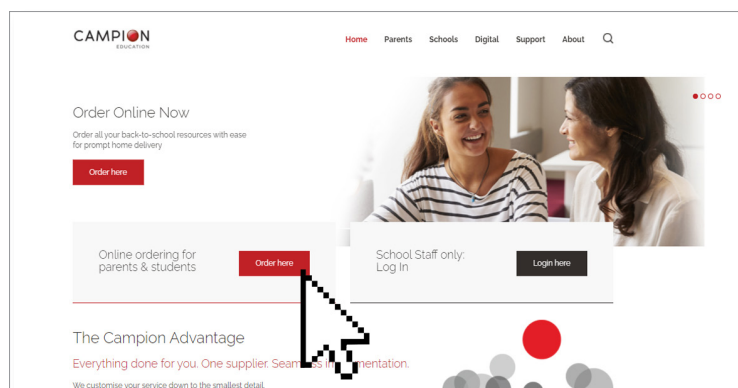 CAMPION
EDUCATION
Home Parents Schools Digital Support About
Order Online Now
Order all your back-to-school resources with ease
for prompt home delivery
Order here
Online ordering for
parents & students
Order here
School Staff only:
Log In
Login here
The Campion Advantage
Everything done for you. One supplier.
We customise your service down to the smallest detail